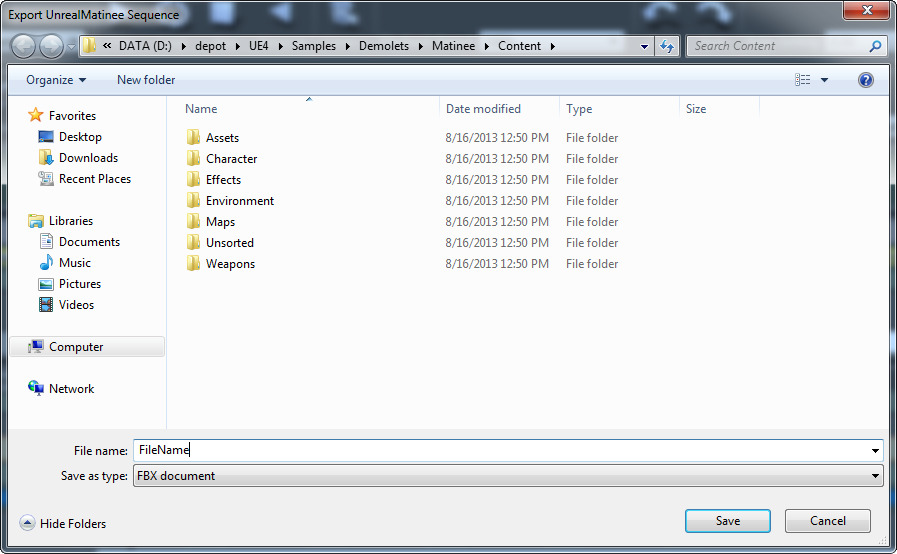 Export UnrealMatinee Sequence
« DATA (D:) depot UE4 Samples Demolets Matinee Content
Search Content
Organize New folder
Name Date modified Type Size
Favorites
Desktop
Downloads
Recent Places
Libraries
Documents
Music
Pictures
Videos
Computer
Network
Assets 8/16/2013 12:50 PM File folder
Character 8/16/2013 12:50 PM File folder
Effects 8/16/2013 12:50 PM File folder
Environment 8/16/2013 12:50 PM File folder
Maps 8/16/2013 12:50 PM File folder
Unsorted 8/16/2013 12:50 PM File folder
Weapons 8/16/2013 12:50 PM File folder
File name: FileName
Save as type: FBX document
Hide Folders Save Cancel